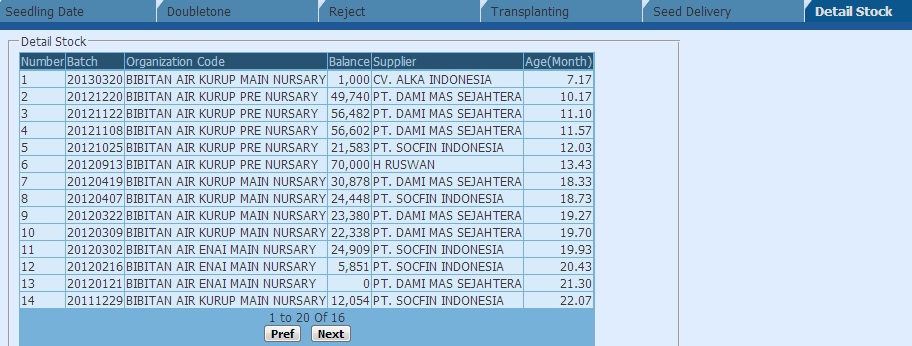 Seedling Date Doubletone Reject Transplanting Seed Delivery Detail Stock
Detail Stock
Number Batch Organization Code Balance Supplier Age(Month)
1 20130320 BIBITAN AIR KURUP MAIN NURSARY 1,000 CV. ALKA INDONESIA 7.17
2 20121220 BIBITAN AIR KURUP PRE NURSARY 49,740 PT. DAMI MAS SEJAHTERA 10.17
3 20121122 BIBITAN AIR KURUP PRE NURSARY 56,482 PT. DAMI MAS SEJAHTERA 11.10
4 20121108 BIBITAN AIR KURUP PRE NURSARY 56,602 PT. DAMI MAS SEJAHTERA 11.57
5 20121025 BIBITAN AIR KURUP PRE NURSARY 21,583 PT. SOCFIN INDONESIA 12.03
6 20120913 BIBITAN AIR KURUP PRE NURSARY 70,000 H RUSWAN 13.43
7 20120419 BIBITAN AIR KURUP MAIN NURSARY 30,878 PT. DAMI MAS SEJAHTERA 18.33
8 20120407 BIBITAN AIR KURUP MAIN NURSARY 24,448 PT. SOCFIN INDONESIA 18.73
9 20120322 BIBITAN AIR KURUP MAIN NURSARY 23,380 PT. DAMI MAS SEJAHTERA 19.27
10 20120309 BIBITAN AIR KURUP MAIN NURSARY 22,338 PT. DAMI MAS SEJAHTERA 19.70
11 20120302 BIBITAN AIR ENAI MAIN NURSARY 24,909 PT. SOCFIN INDONESIA 19.93
12 20120216 BIBITAN AIR ENAI MAIN NURSARY 5,851 PT. SOCFIN INDONESIA 20.43
13 20120121 BIBITAN AIR ENAI MAIN NURSARY 0 PT. DAMI MAS SEJAHTERA 21.30
14 20111229 BIBITAN AIR KURUP MAIN NURSARY 12,054 PT. SOCFIN INDONESIA 22.07
1 to 20 Of 16
Pref Next